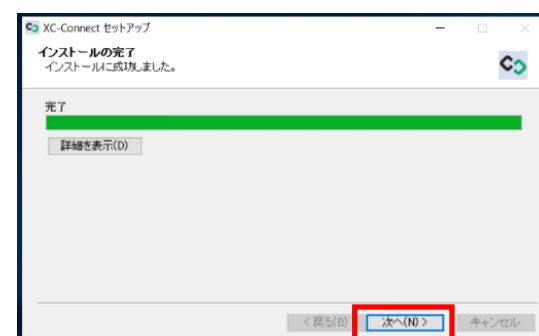 XC-Connect セットアップ
インストールの完了
インストールに成功しました。
完了
詳細を表示(D)
< 戻る(B)
次へ(N) >
キャンセル